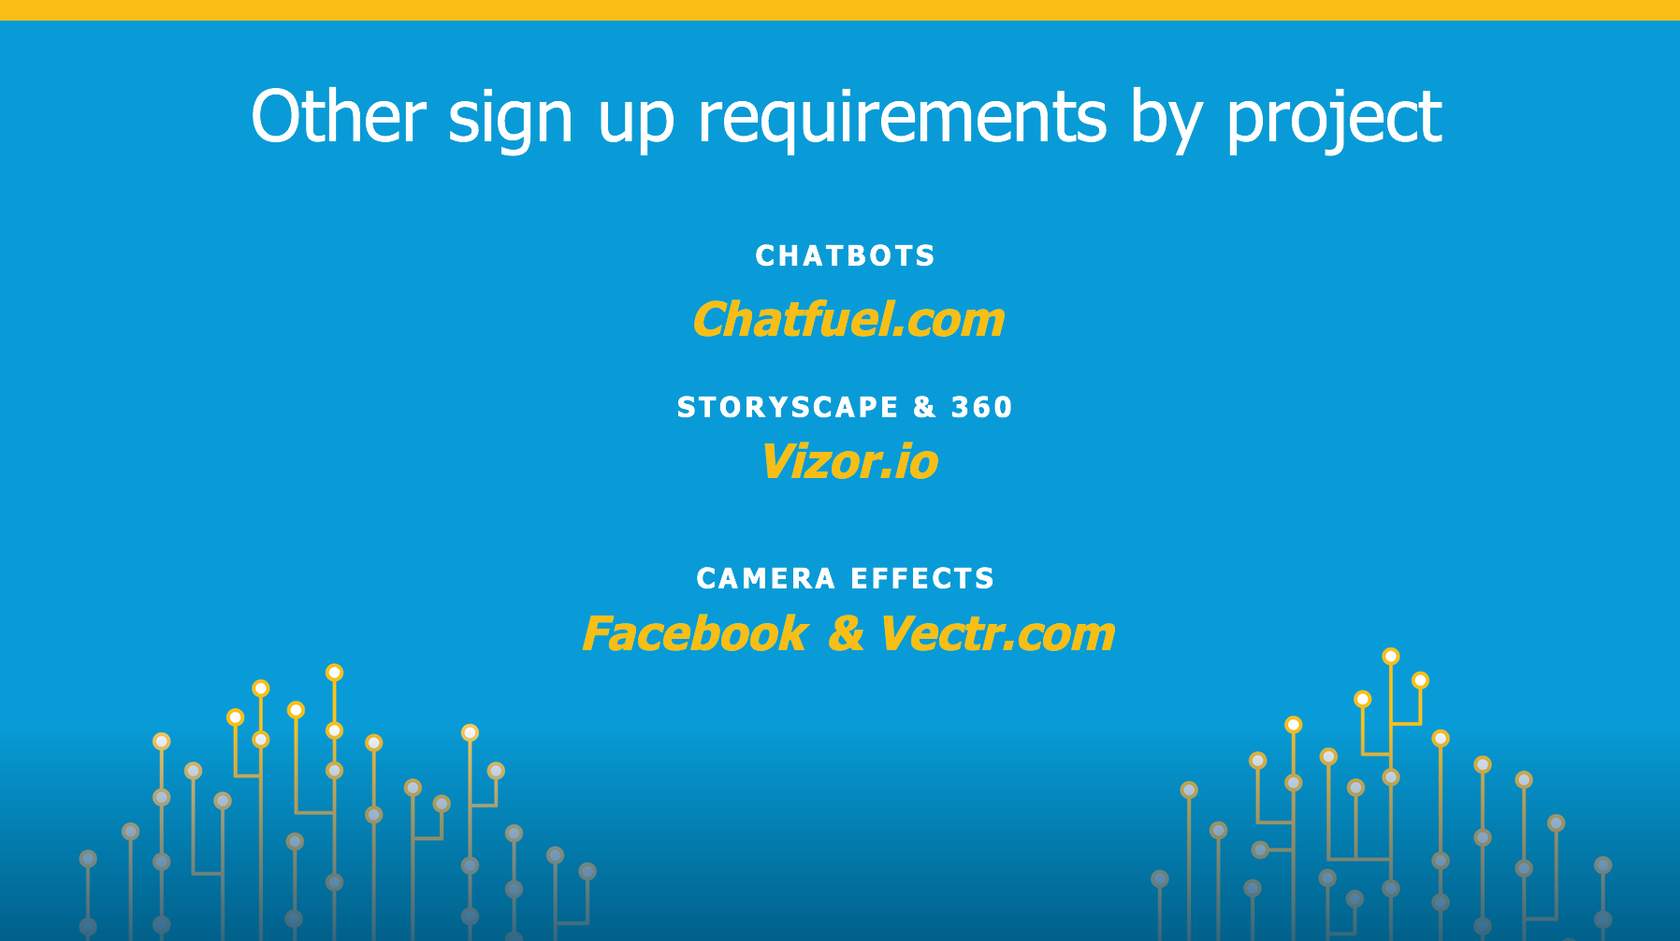 Other sign up requirements by project
CHATBOTS
Chatfuel.com
STORYSCAPE & 360
Vizor.io
CAMERA EFFECTS
Facebook & Vectr.com